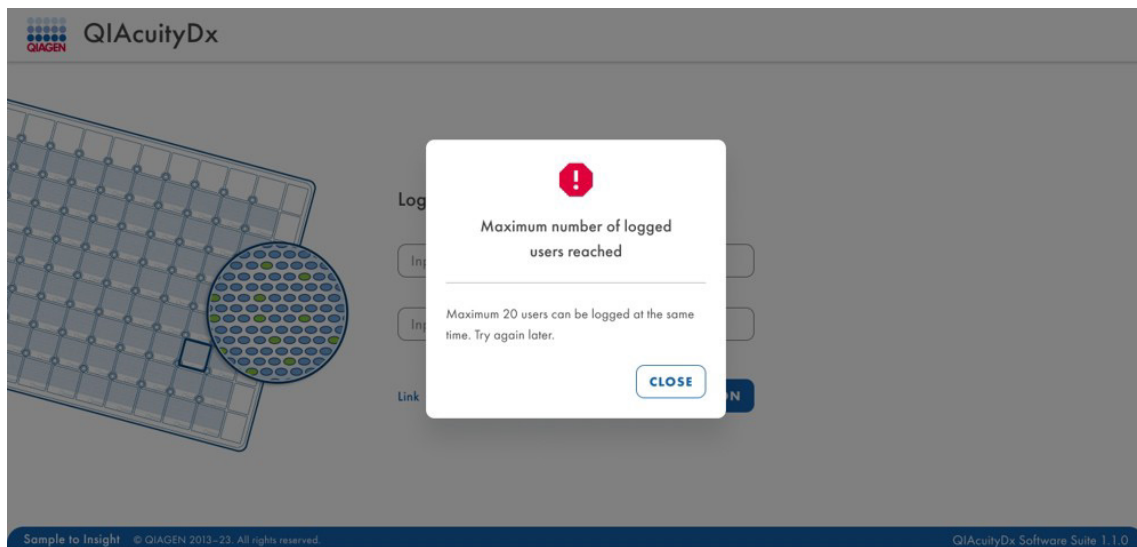 QIAGEN
QIAcuityDx
Log
Maximum number of logged
users reached
Maximum 20 users can be logged at the same
time. Try again later.
CLOSE
Link
Sample to Insight © QIAGEN 2013–23. All rights reserved.
QIAcuityDx Software Suite 1.1.0